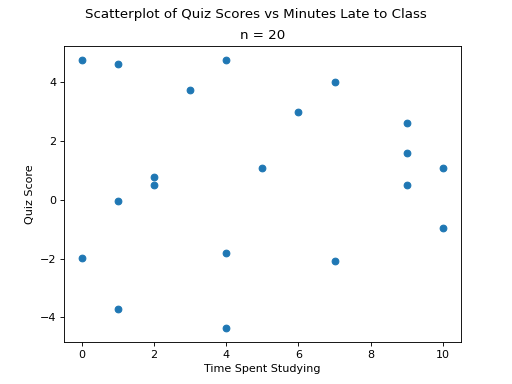 Scatterplot of Quiz Scores vs Minutes Late to Class
n = 20
4
2
0
−2
−4
Quiz Score
0 2 4 6 8 10
Time Spent Studying